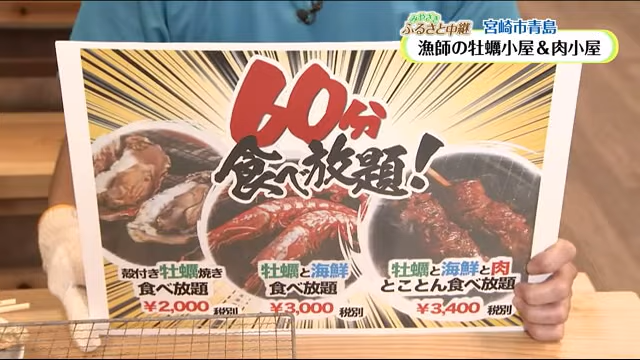 みやざき
ふるさと中継
宮崎市青島
漁師の牡蠣小屋&肉小屋
60分
食べ放題!
殻付き牡蠣焼き
食べ放題
¥2,000 税別
牡蠣と海鮮
食べ放題
¥3,000 税別
牡蠣と海鮮と肉
とことん食べ放題
¥3,400 税別